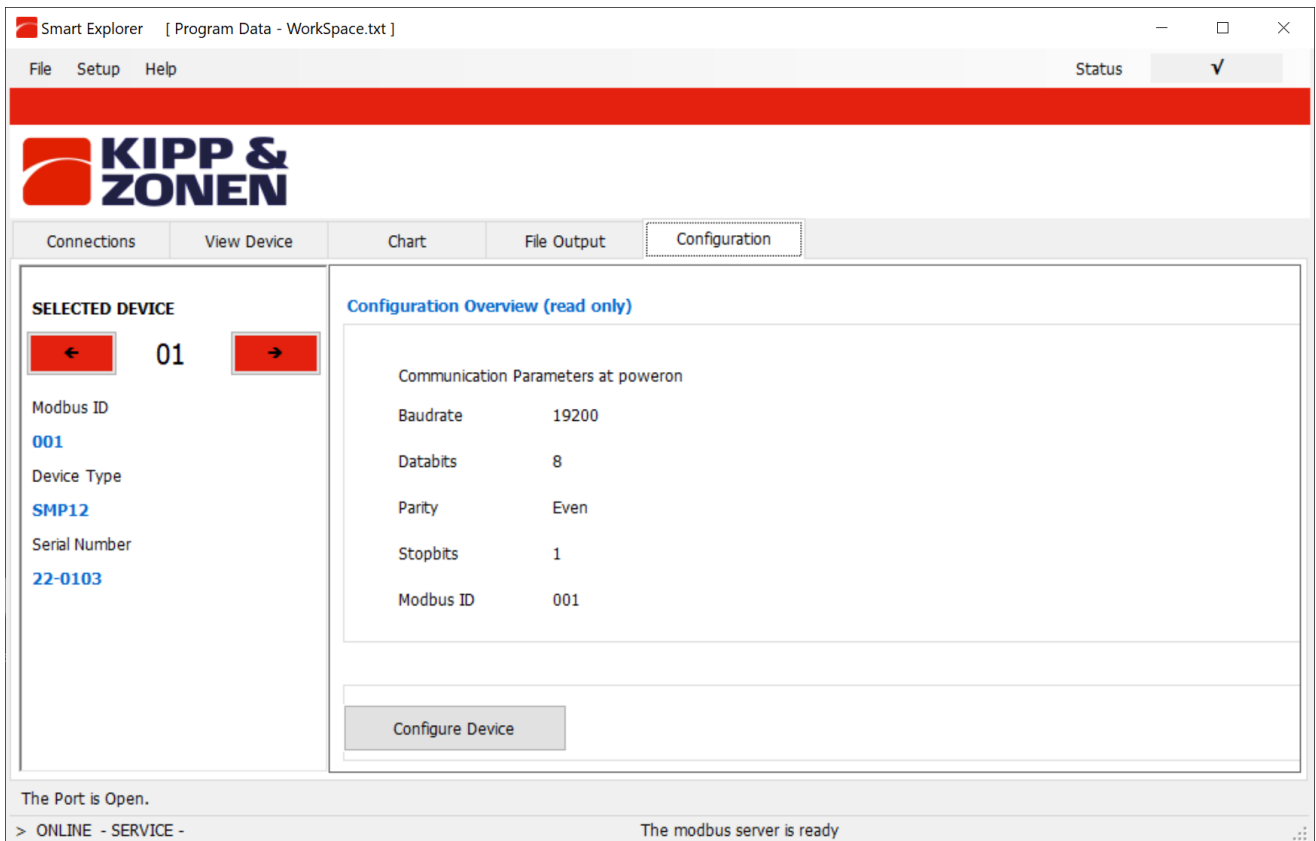 Smart Explorer [ Program Data - WorkSpace.txt ]
File Setup Help Status √
KIPP &
ZONEN
Connections View Device Chart File Output Configuration
SELECTED DEVICE
← 01 →
Modbus ID
001
Device Type
SMP12
Serial Number
22-0103
Configuration Overview (read only)
Communication Parameters at poweron
Baudrate 19200
Databits 8
Parity Even
Stopbits 1
Modbus ID 001
Configure Device
The Port is Open.
> ONLINE - SERVICE - The modbus server is ready